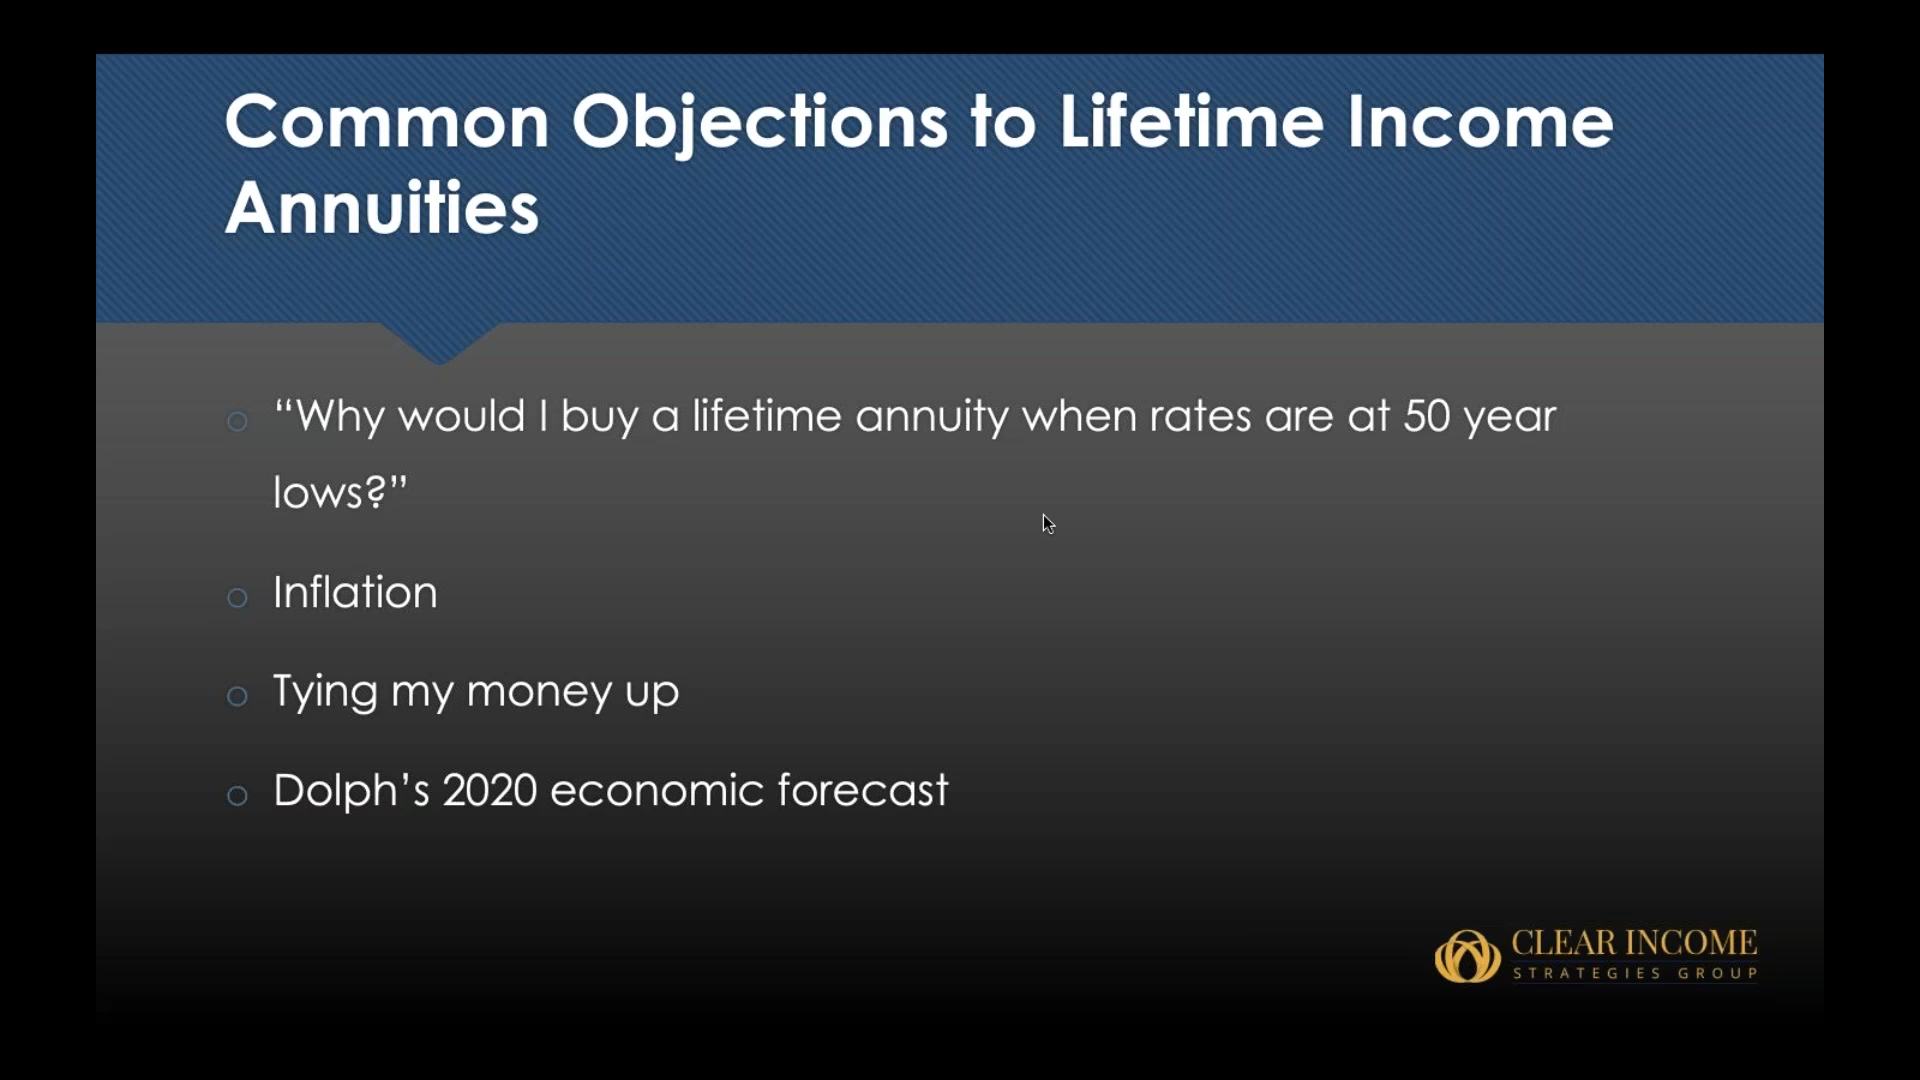 Common Objections to Lifetime Income
Annuities
“Why would I buy a lifetime annuity when rates are at 50 year
lows?”
Inflation
Tying my money up
Dolph’s 2020 economic forecast
CLEAR INCOME
STRATEGIES GROUP